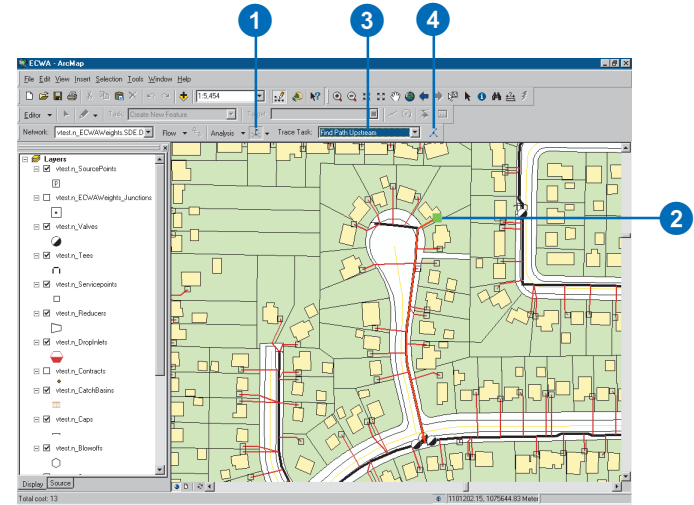 1
3
4
ECWA - ArcMap
File Edit View Insert Selection Tools Window Help
1:5,454
Editor Task: Create New Feature Target:
Network: vtest.n_ECWAWeights.SDE.D Flow Analysis Trace Task: Find Path Upstream
Layers
vtest.n_SourcePoints
P
vtest.n_ECWAWeights_Junctions
vtest.n_Valves
vtest.n_Tees
vtest.n_Servicepoints
vtest.n_Reducers
vtest.n_DropInlets
vtest.n_Contracts
vtest.n_CatchBasins
vtest.n_Caps
vtest.n_Blowoffs
2
Display Source
Total cost: 13
1101202.15, 1075644.83 Meter